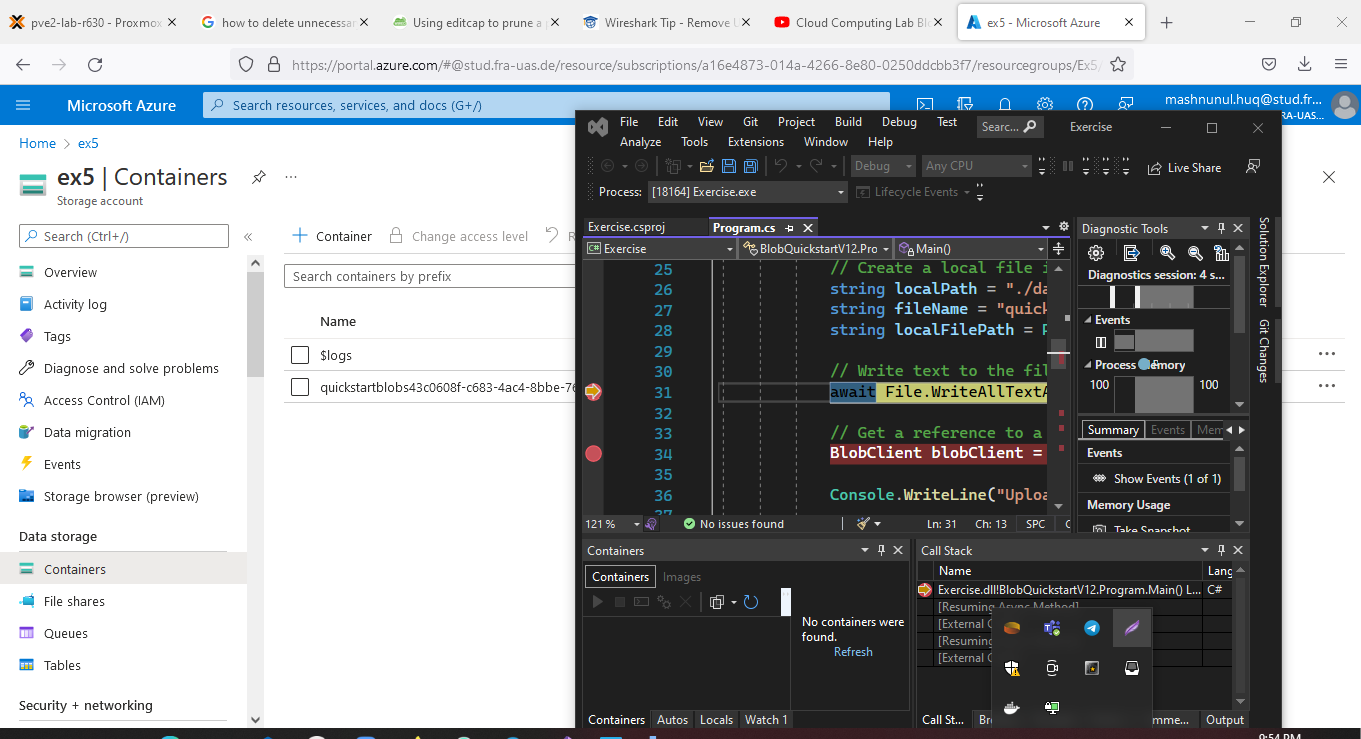 pve2-lab-r630 - Proxmox
how to delete unnecessar
Using editcap to prune a
Wireshark Tip - Remove U
Cloud Computing Lab Bl
ex5 - Microsoft Azure
https://portal.azure.com/#@stud.fra-uas.de/resource/subscriptions/a16e4873-014a-4266-8e80-0250ddcbb3f7/resourcegroups/Ex5/
Microsoft Azure
Search resources, services, and docs (G+/)
mashnunul.huq@stud.fr...
RA-UAS...
Home > ex5
ex5 | Containers
Storage account
Search (Ctrl+/)
Overview
Activity log
Tags
Diagnose and solve problems
Access Control (IAM)
Data migration
Events
Storage browser (preview)
Data storage
Containers
File shares
Queues
Tables
Security + networking
+ Container
Change access level
R
Search containers by prefix
Name
$logs
quickstartblobs43c0608f-c683-4ac4-8bbe-7
File Edit View Git Project Build Debug Test
Searc...
Exercise
Analyze Tools Extensions Window Help
Debug
Any CPU
Live Share
Process: [18164] Exercise.exe
Lifecycle Events
Exercise.csproj
Program.cs
Exercise
BlobQuickstartV12.Pro
Main()
25 // Create a local file i
26 string localPath = "./da
27 string fileName = "quick
28 string localFilePath = P
29
30 // Write text to the fil
31 await File.WriteAllTextA
32
33 // Get a reference to a
34 BlobClient blobClient =
35
36 Console.WriteLine("Uploa
37
121 %
No issues found
Ln: 31 Ch: 13 SPC
Diagnostic Tools
Diagnostics session: 4 s...
Events
Process
emory
100
100
Summary
Events
Mem
Events
Show Events (1 of 1)
Memory Usage
Take Snapshot
Solution Explorer
Git Changes
Containers
Containers
Images
No containers were
found.
Refresh
Containers Autos Locals Watch 1
Call Stack
Name
Lang
Exercise.dll!BlobQuickstartV12.Program.Main() L...
C#
[Resuming Async Method]
[External C
[Resuming
[External C
Call St...
Br
mme...
Output
9:54 PM